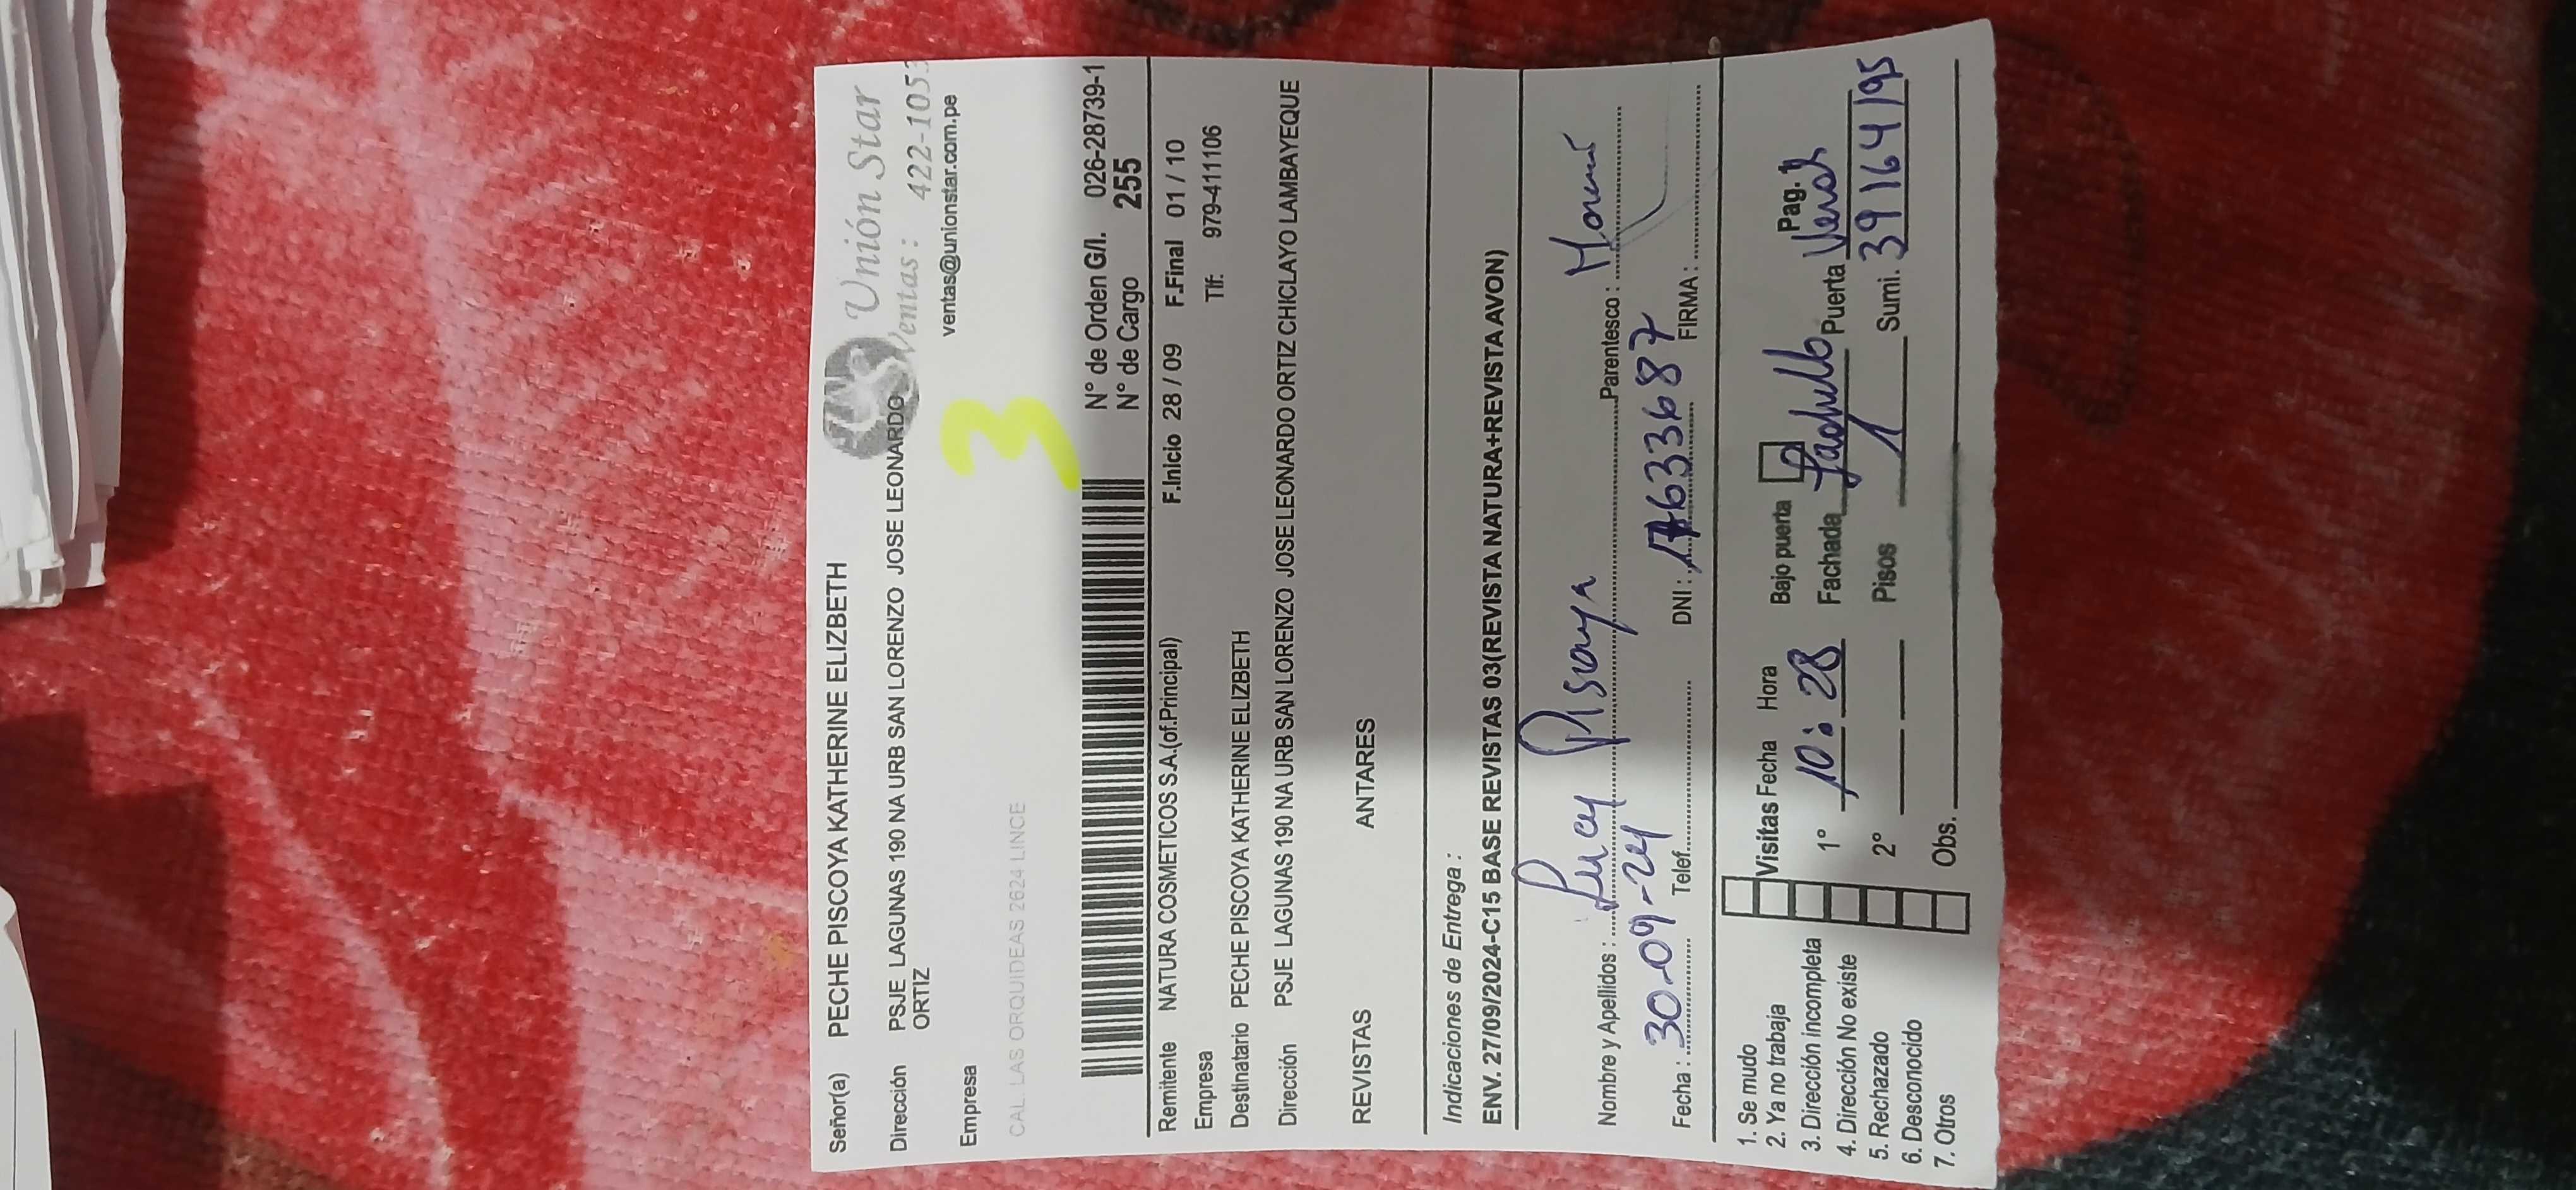 Señor(a) PECHE PISCOYA KATHERINE ELIZBETH
Unión Star
Dirección PSJE LAGUNAS 190 NA URB SAN LORENZO JOSE LEONARDO
ORTIZ
Ventas : 422-1053
ventas@unionstar.com.pe
Empresa
3
CAL.LAS ORQUIDEAS 2624 LINCE
N° de Orden G/I. 026-28739-1
N° de Cargo 255
Remitente NATURA COSMETICOS S.A.(of.Principal) F.Inicio 28 / 09 F.Final 01 / 10
Empresa Tlf: 979-411106
Destinatario PECHE PISCOYA KATHERINE ELIZBETH
Dirección PSJE LAGUNAS 190 NA URB SAN LORENZO JOSE LEONARDO ORTIZ CHICLAYO LAMBAYEQUE
REVISTAS ANTARES
Indicaciones de Entrega :
ENV. 27/09/2024-C15 BASE REVISTAS 03(REVISTA NATURA+REVISTA AVON)
Nombre y Apellidos : Lucy Pisoya Parentesco : Mamá
Fecha : 30-09-24 Telef. DNI : 17633687 FIRMA :
1. Se mudo
2. Ya no trabaja
3. Dirección incompleta
4. Dirección No existe
5. Rechazado
6. Desconocido
7. Otros
Visitas Fecha Hora Bajo puerta Pag. 1
1° 10:28 Fachada Ladrillo Puerta Verde
2° Pisos 1 Sumi. 39164195
Obs.